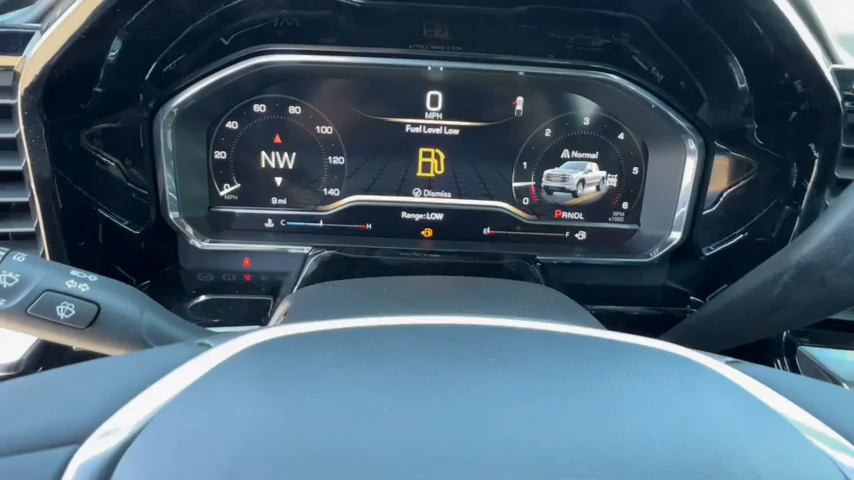 0
MPH
Fuel Level Low
Dismiss
0
20
40
60
80
100
120
140
MPH
NW
9 mi
0
1
2
3
4
5
6
Normal
PRNDL
RPM
x1000
C
H
Range: LOW
E
F